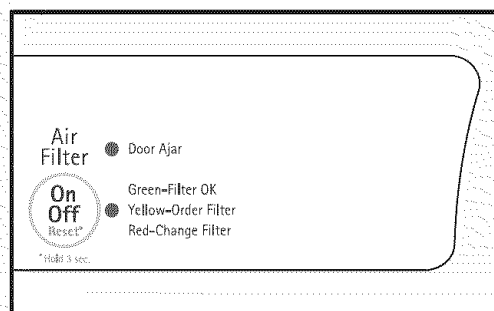 Air
Filter
Door Ajar
On
Off
Reset*
*Hold 3 sec.
Green-Filter OK
Yellow-Order Filter
Red-Change Filter